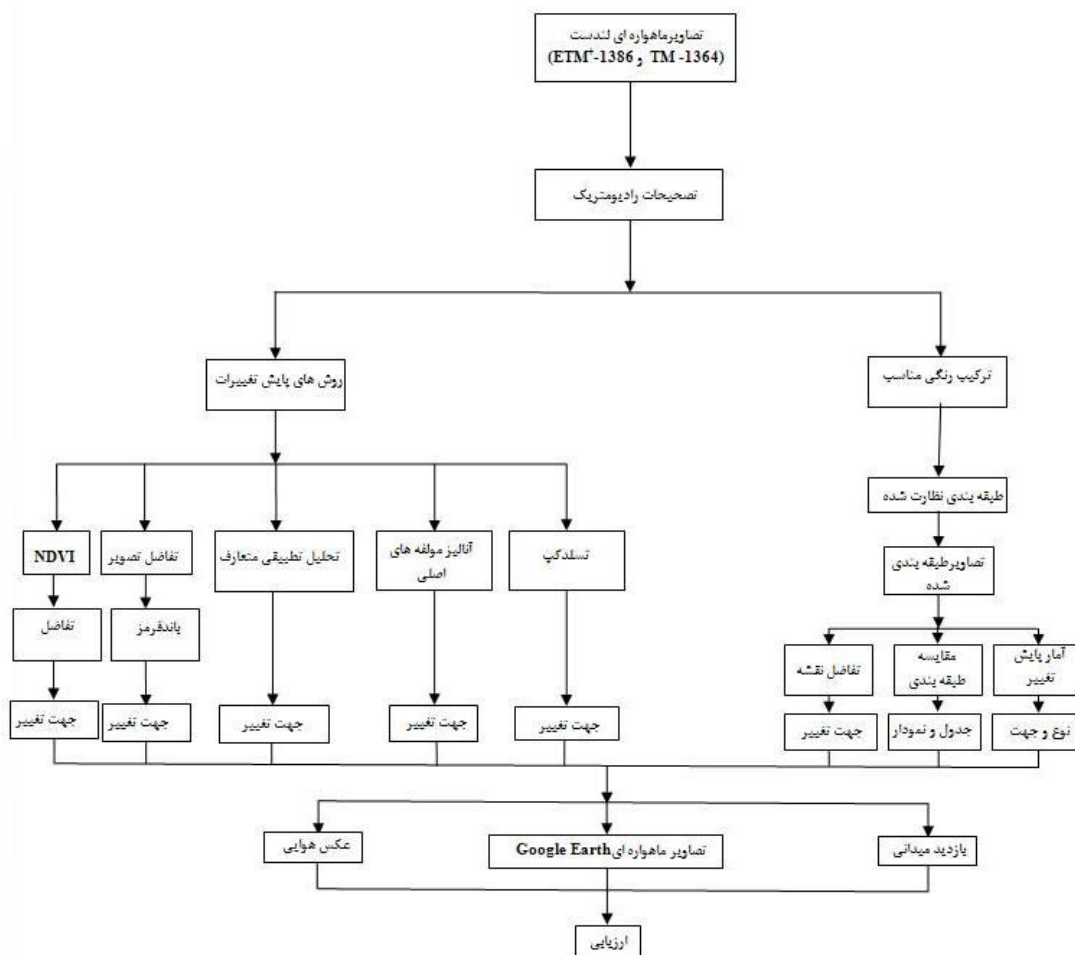 تصاویرماهواره ای لندست
(ETM⁺-1386 و TM -1364)
تصحیحات رادیومتریک
روش های پایش تغییرات
ترکیب رنگی مناسب
طبقه بندی نظارت شده
تصاویرطبقه بندی
شده
NDVI
تفاضل تصویر
تحلیل تطبیقی متعارف
آنالیز مولفه های
اصلی
تسلدکپ
تفاضل
باندقرمز
تفاضل نقشه
مقایسه
طبقه بندی
آمار پایش
تغییر
جهت تغییر
جهت تغییر
جهت تغییر
جهت تغییر
جهت تغییر
جهت تغییر
جدول و نمودار
نوع و جهت
عکس هوایی
تصاویر ماهواره ای Google Earth
بازدید میدانی
ارزیابی